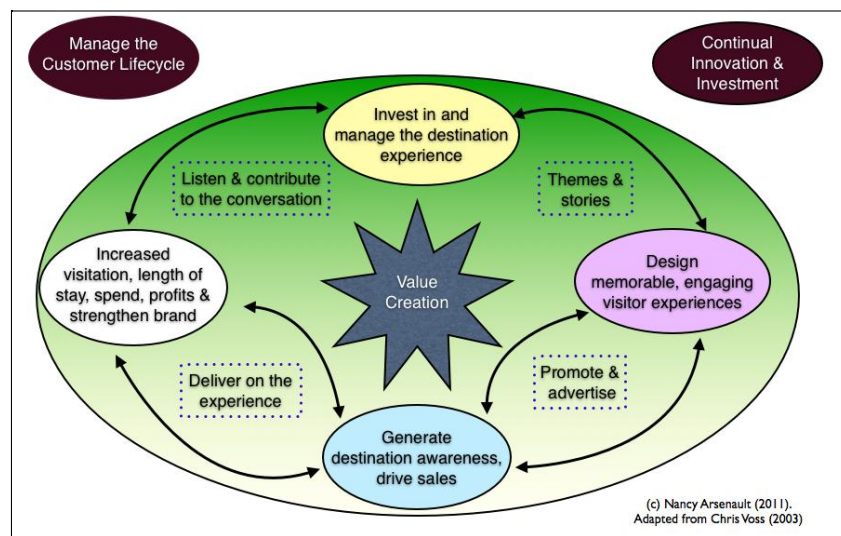 Manage the
Customer Lifecycle
Continual
Innovation &
Investment
Invest in and
manage the destination
experience
Listen & contribute
to the conversation
Themes &
stories
Increased
visitation, length of
stay, spend, profits &
strengthen brand
Value
Creation
Design
memorable, engaging
visitor experiences
Deliver on the
experience
Promote &
advertise
Generate
destination awareness,
drive sales
(c) Nancy Arsenault (2011).
Adapted from Chris Voss (2003)